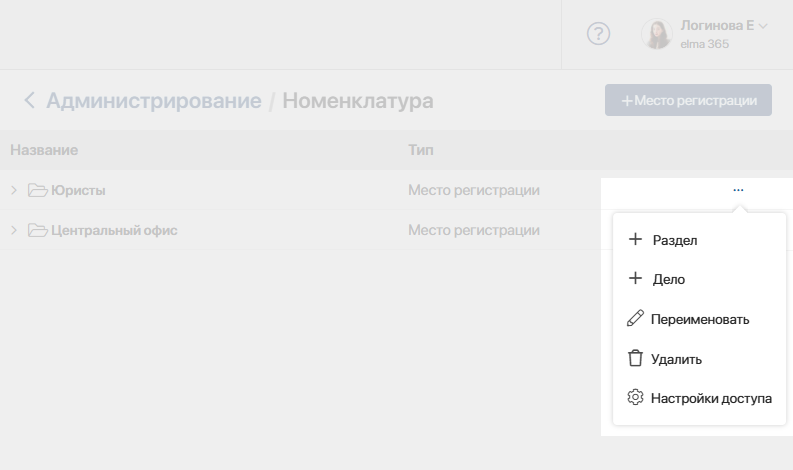 Логинова Е
elma 365
Администрирование / Номенклатура
+ Место регистрации
Название Тип
Юристы Место регистрации ...
Центральный офис Место регистрации
+ Раздел
+ Дело
Переименовать
Удалить
Настройки доступа